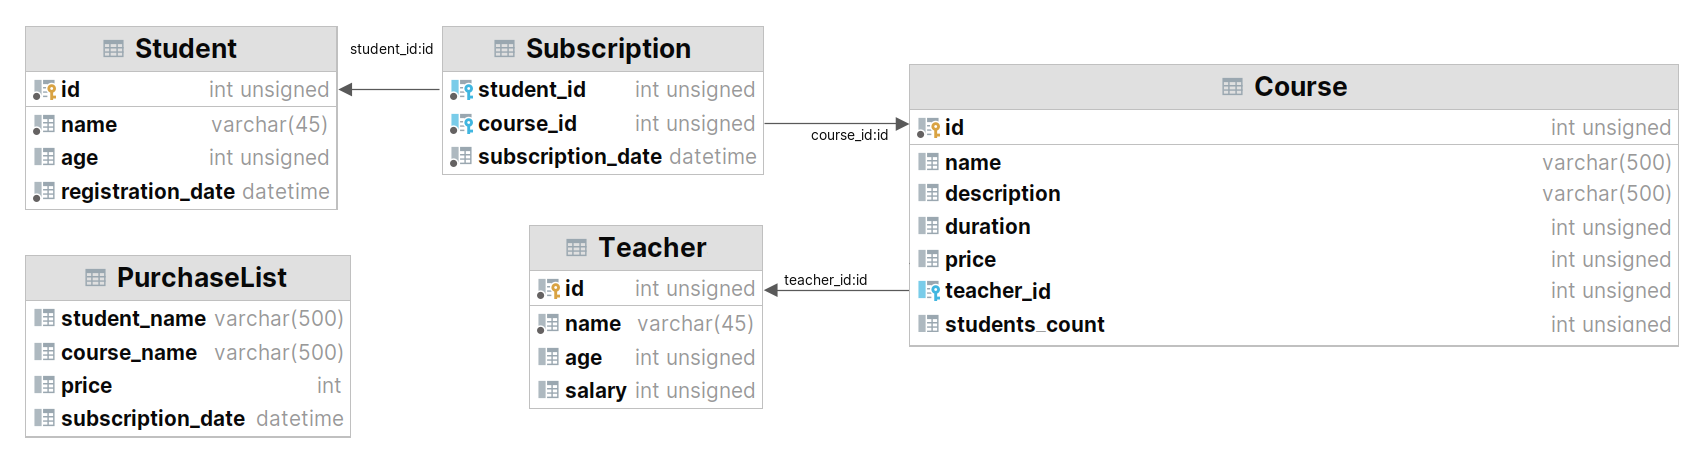 Student
id int unsigned
name varchar(45)
age int unsigned
registration_date datetime
student_id:id
Subscription
student_id int unsigned
course_id int unsigned
subscription_date datetime
course_id:id
Course
id int unsigned
name varchar(500)
description varchar(500)
duration int unsigned
price int unsigned
teacher_id int unsigned
students_count int unsigned
PurchaseList
student_name varchar(500)
course_name varchar(500)
price int
subscription_date datetime
Teacher
id int unsigned
name varchar(45)
age int unsigned
salary int unsigned
teacher_id:id